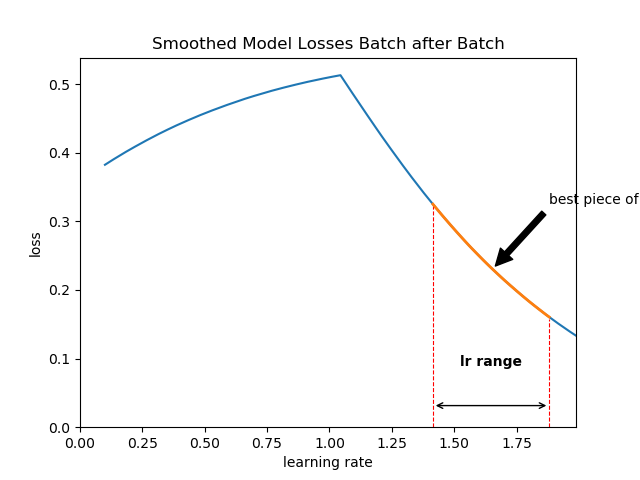 Smoothed Model Losses Batch after Batch
0.5
0.4
best piece of
0.3
loss
0.2
lr range
0.1
0.0
0.00 0.25 0.50 0.75 1.00 1.25 1.50 1.75
learning rate